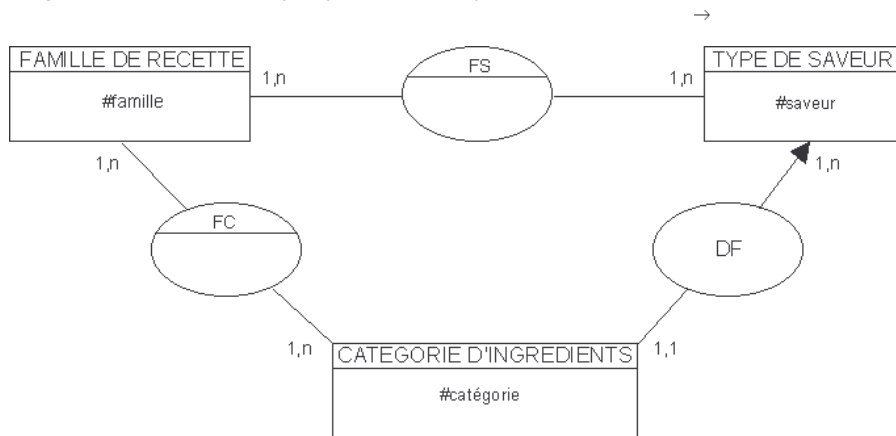 →
FAMILLE DE RECETTE
FS
TYPE DE SAVEUR
1,n
1,n
#famille
#saveur
1,n
1,n
FC
DF
1,n
CATEGORIE D'INGREDIENTS
1,1
#catégorie